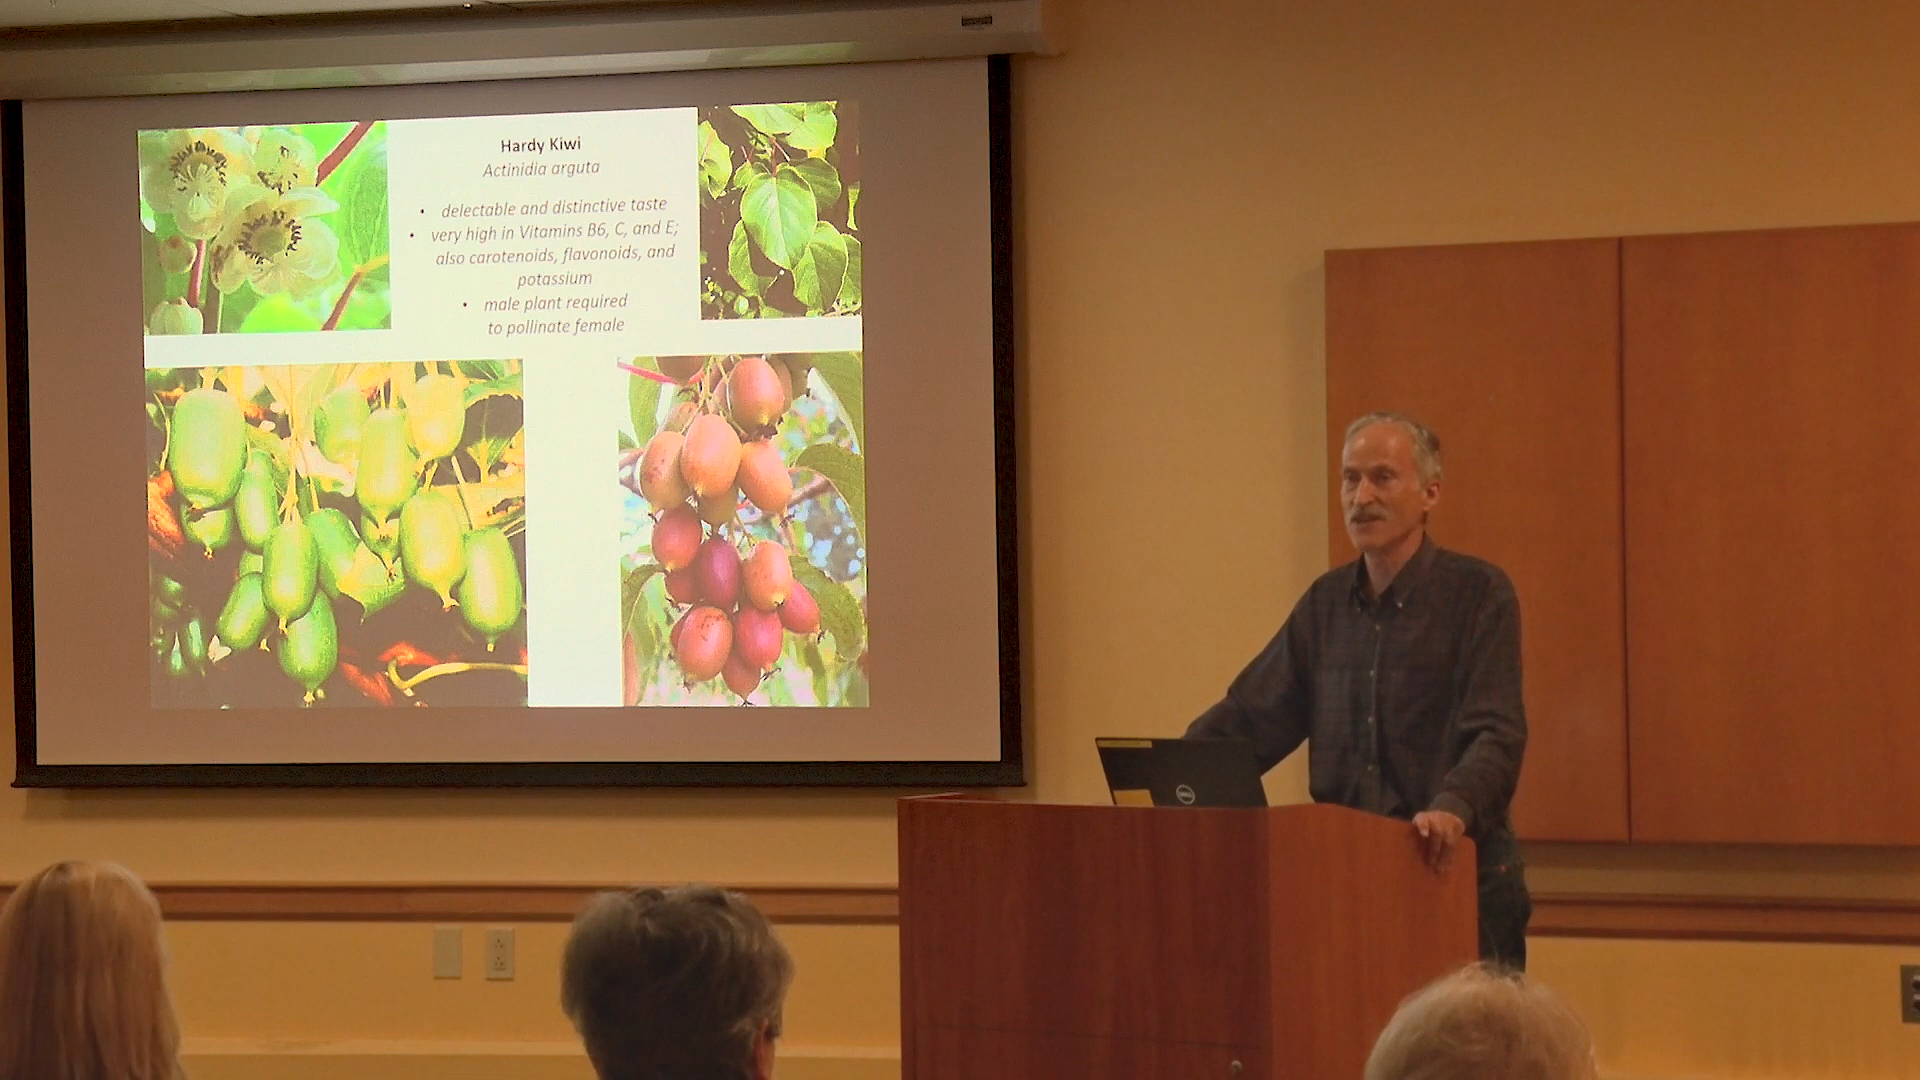 Hardy Kiwi
Actinidia arguta
• delectable and distinctive taste
• very high in Vitamins B6, C, and E;
also carotenoids, flavonoids, and
potassium
• male plant required
to pollinate female
DELL